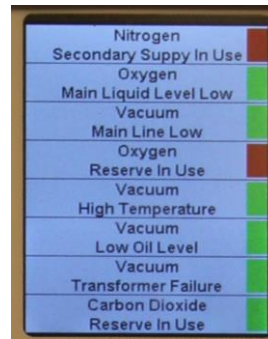 Nitrogen
Secondary Suppy In Use
Oxygen
Main Liquid Level Low
Vacuum
Main Line Low
Oxygen
Reserve In Use
Vacuum
High Temperature
Vacuum
Low Oil Level
Vacuum
Transformer Failure
Carbon Dioxide
Reserve In Use